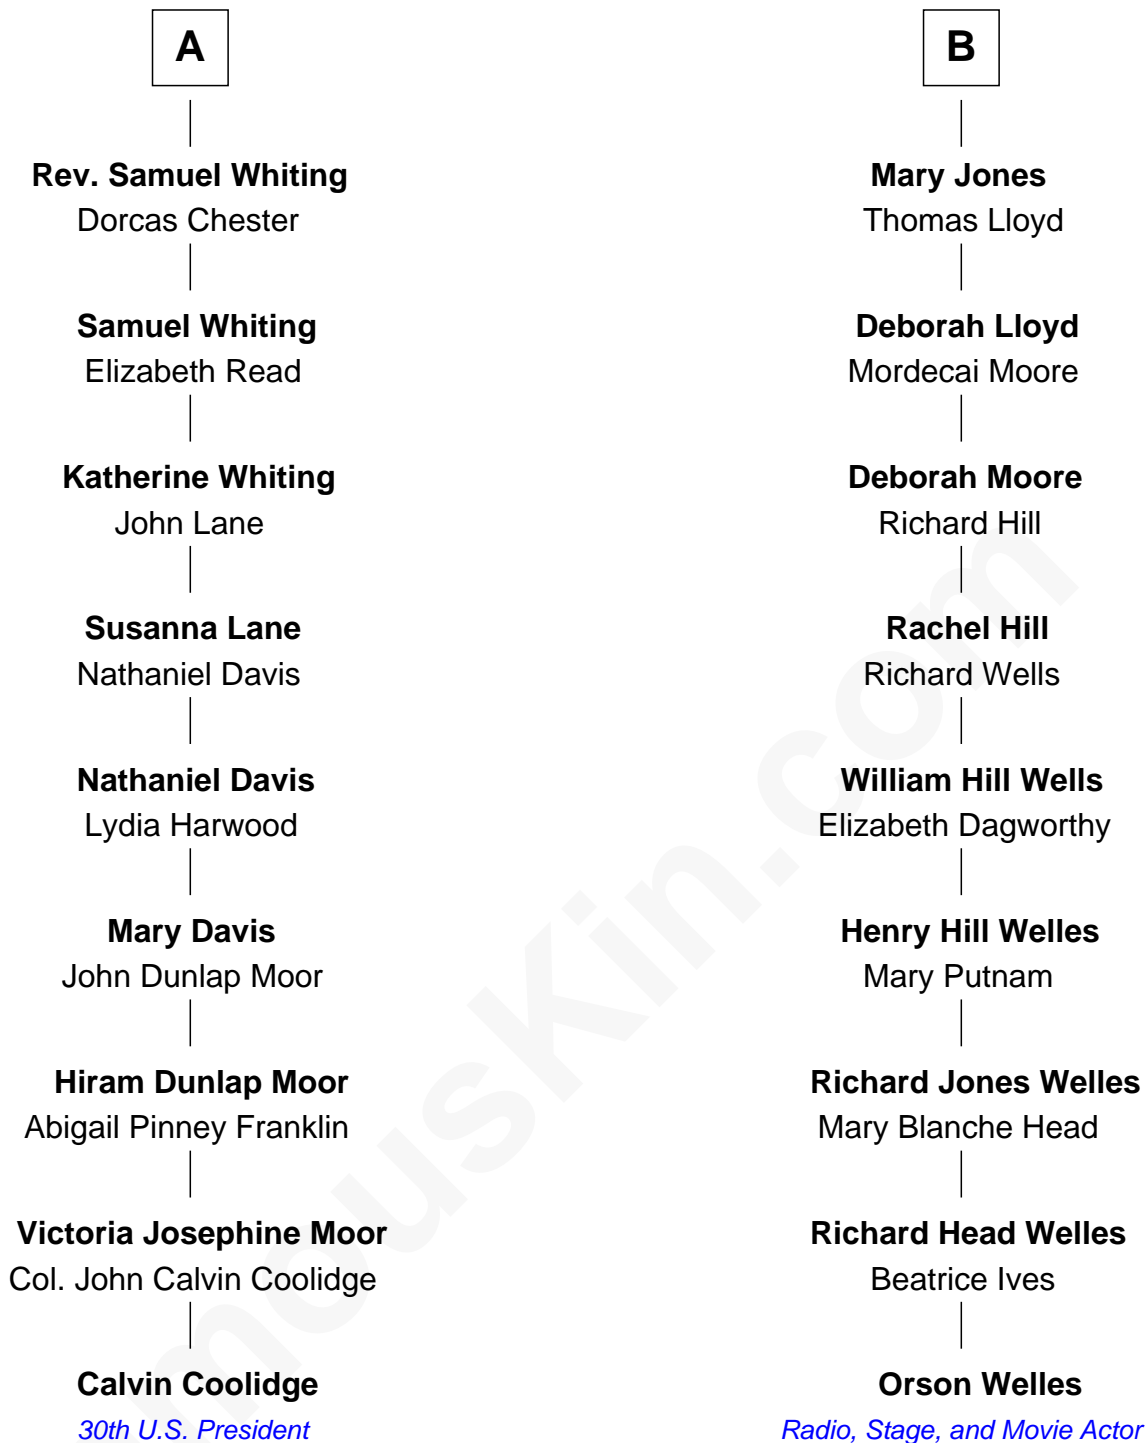 A
Rev. Samuel Whiting
Dorcas Chester
Samuel Whiting
Elizabeth Read
Katherine Whiting
John Lane
Susanna Lane
Nathaniel Davis
Nathaniel Davis
Lydia Harwood
Mary Davis
John Dunlap Moor
Hiram Dunlap Moor
Abigail Pinney Franklin
Victoria Josephine Moor
Col. John Calvin Coolidge
Calvin Coolidge
30th U.S. President
B
Mary Jones
Thomas Lloyd
Deborah Lloyd
Mordecai Moore
Deborah Moore
Richard Hill
Rachel Hill
Richard Wells
William Hill Wells
Elizabeth Dagworthy
Henry Hill Welles
Mary Putnam
Richard Jones Welles
Mary Blanche Head
Richard Head Welles
Beatrice Ives
Orson Welles
Radio, Stage, and Movie Actor
mousKin.com